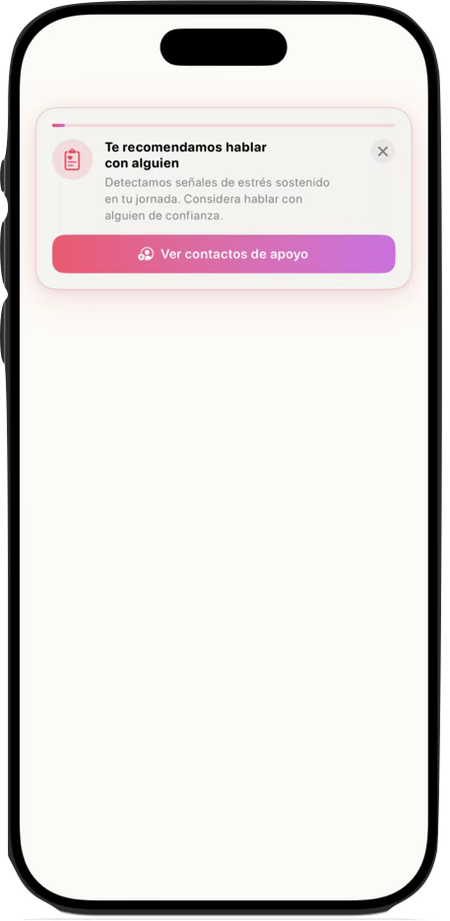 Te recomendamos hablar
con alguien
Detectamos señales de estrés sostenido
en tu jornada. Considera hablar con
alguien de confianza.
Ver contactos de apoyo